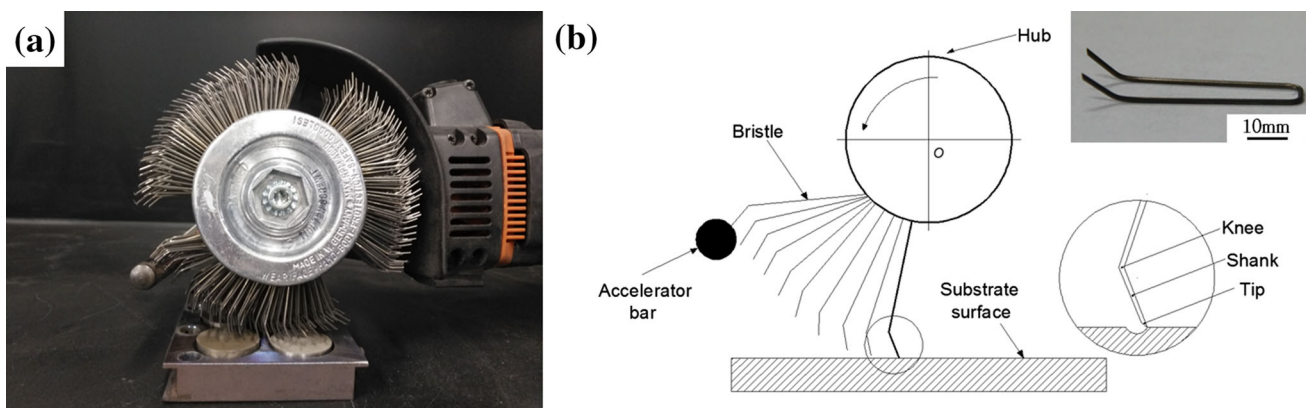 (a)
MADE IN
(b)
Hub
Bristle
O
Accelerator
bar
Substrate
surface
10mm
Knee
Shank
Tip